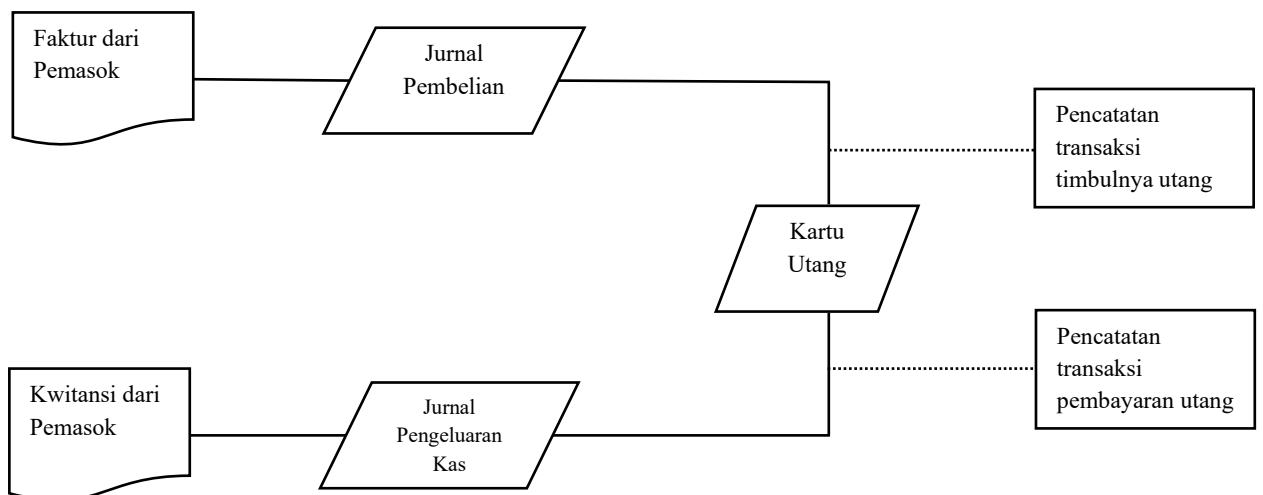 Faktur dari
Pemasok
Jurnal
Pembelian
Pencatatan
transaksi
timbulnya utang
Kartu
Utang
Pencatatan
transaksi
pembayaran utang
Kwitansi dari
Pemasok
Jurnal
Pengeluaran
Kas